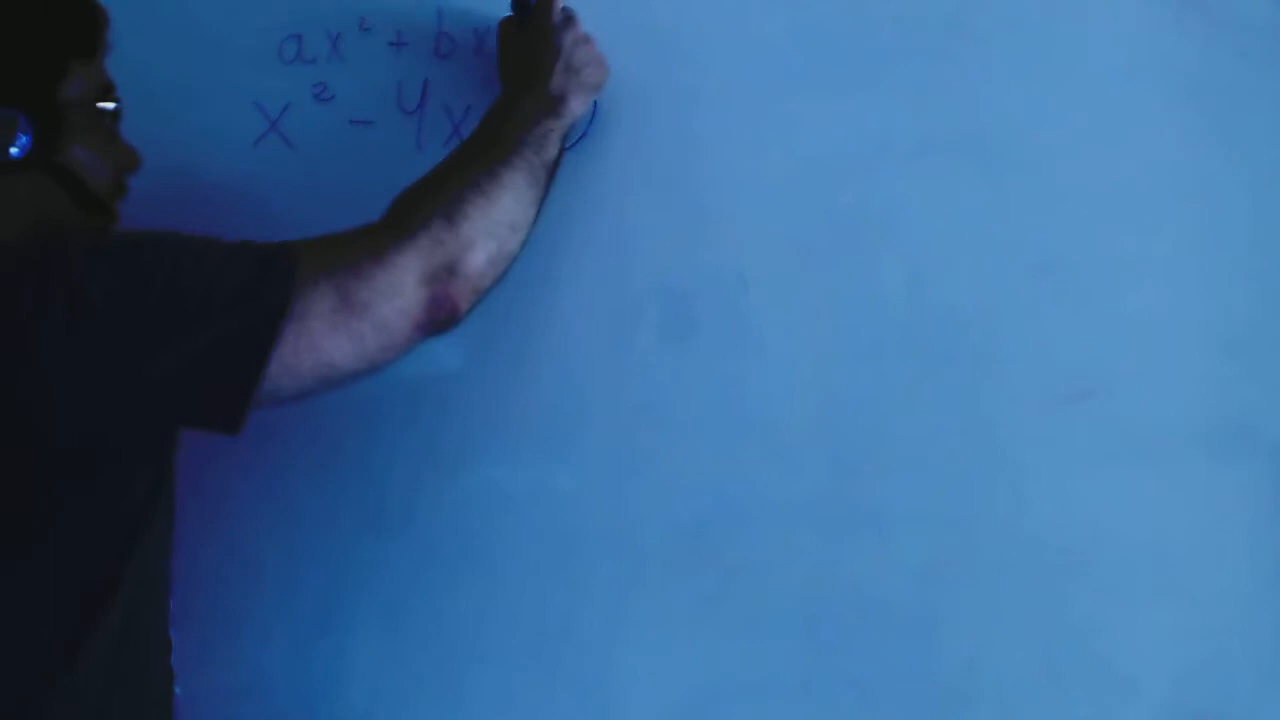 ax² + bx
x² - 4x